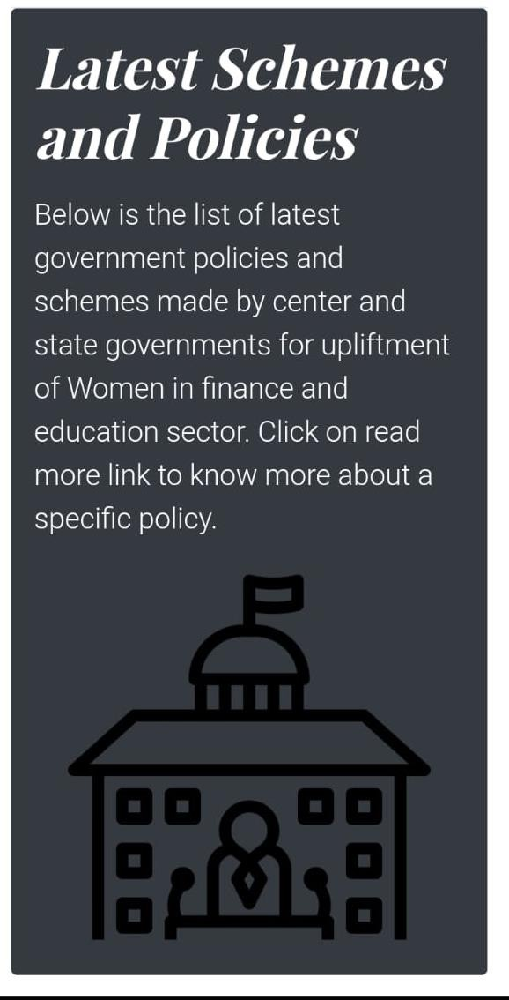 Latest Schemes
and Policies
Below is the list of latest
government policies and
schemes made by center and
state governments for upliftment
of Women in finance and
education sector. Click on read
more link to know more about a
specific policy.